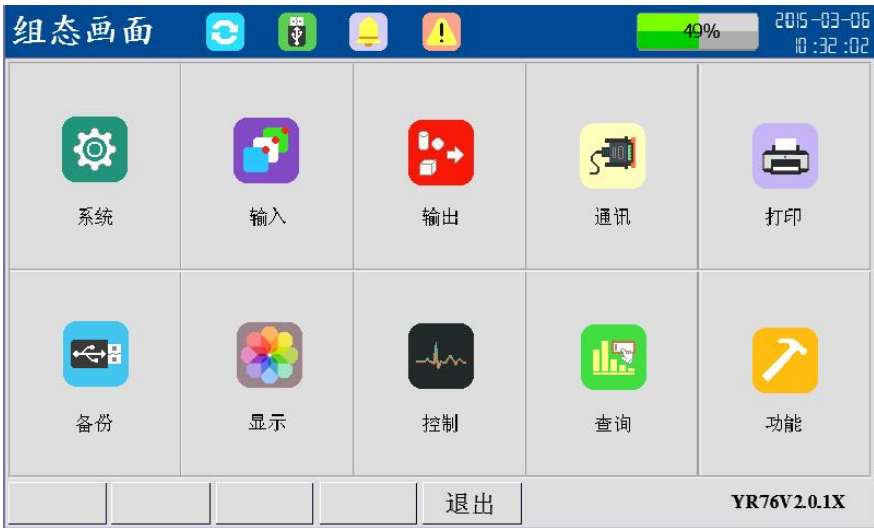 组态画面
49%
2015-03-06
10:32:02
系统
输入
输出
通讯
打印
备份
显示
控制
查询
功能
退出
YR76V2.0.1X